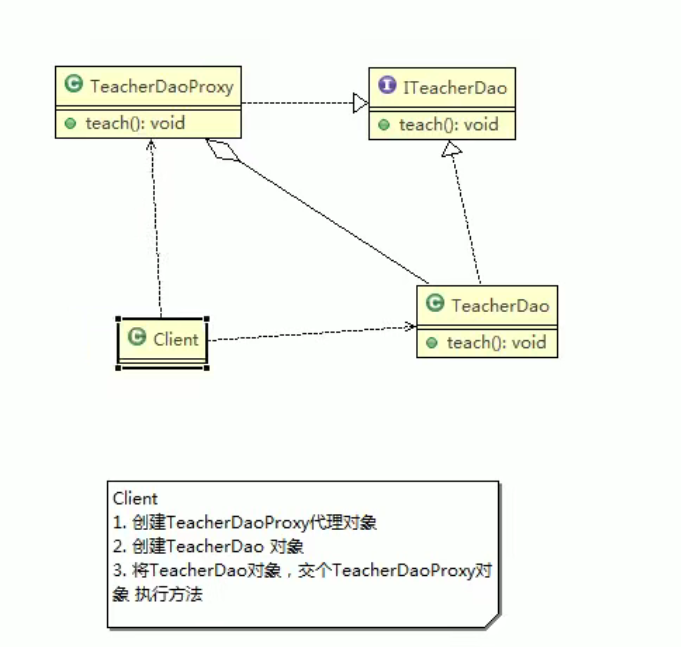 TeacherDaoProxy
teach(): void
ITeacherDao
teach(): void
TeacherDao
teach(): void
Client
Client
1. 创建TeacherDaoProxy代理对象
2. 创建TeacherDao 对象
3. 将TeacherDao对象，交个TeacherDaoProxy对
象 执行方法